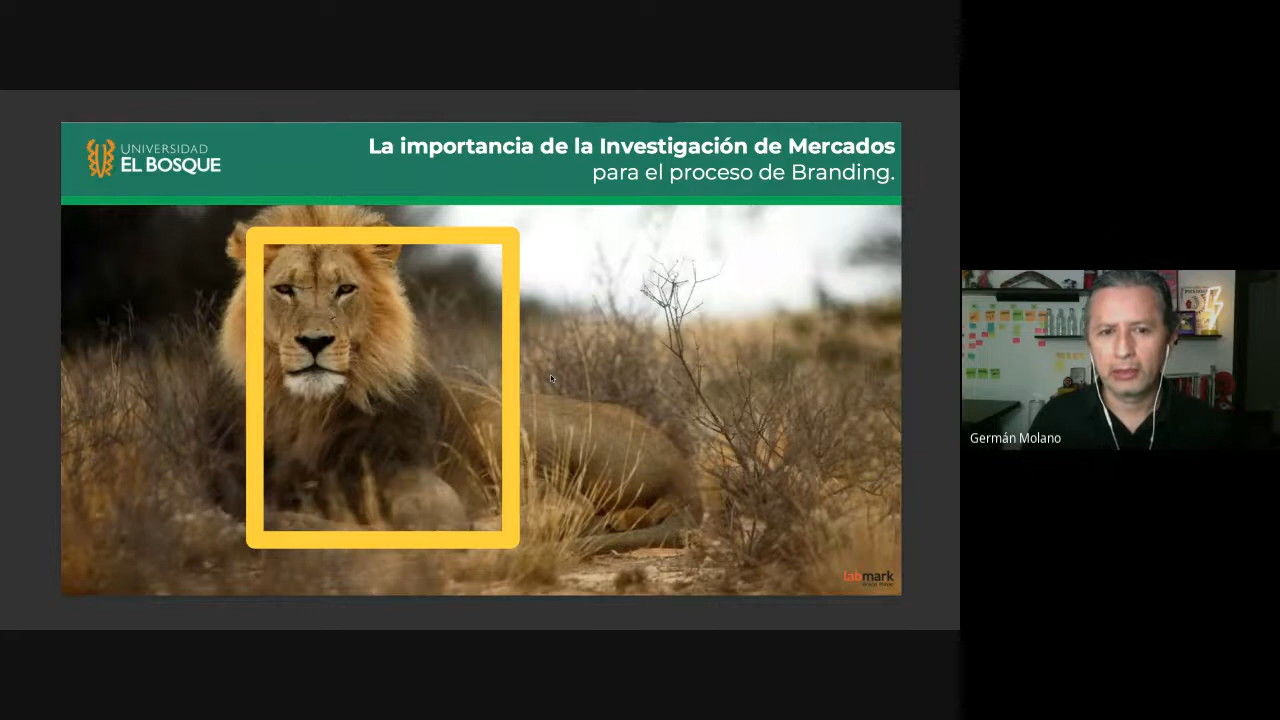 UNIVERSIDAD
EL BOSQUE
La importancia de la Investigación de Mercados
para el proceso de Branding.
labmark
Germán Molano